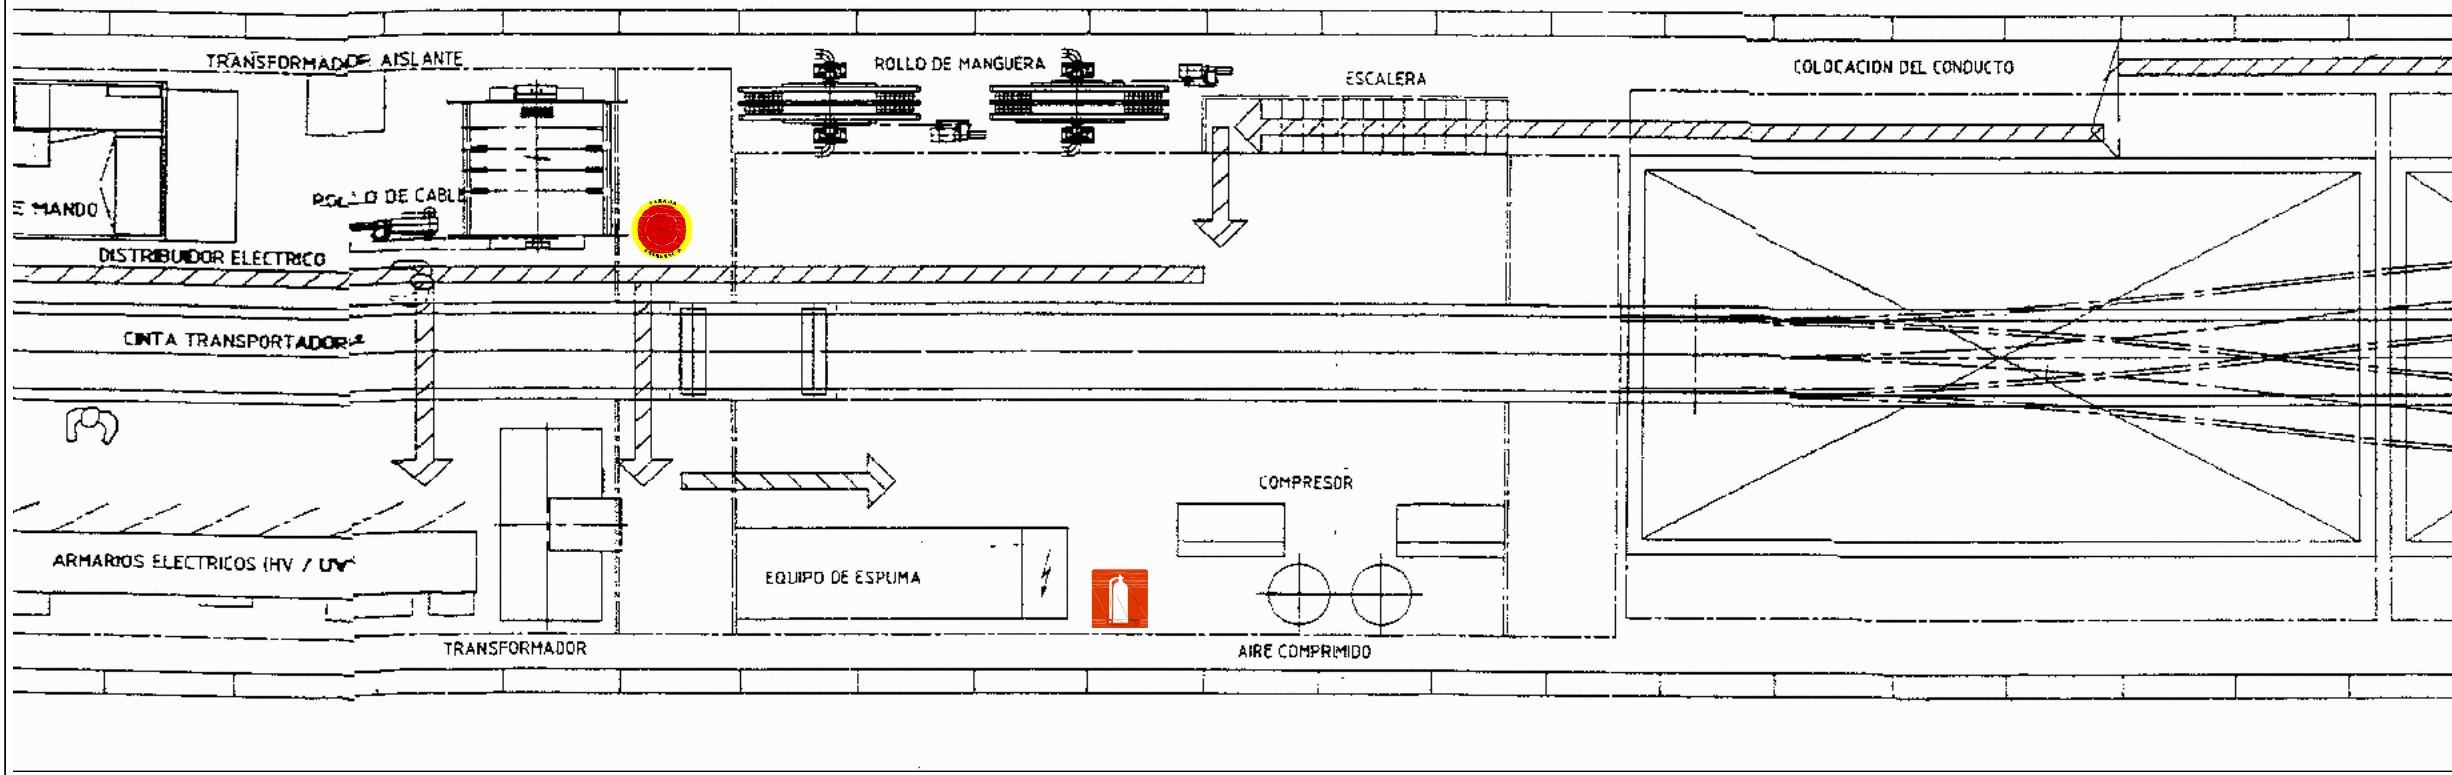 TRANSFORMADOR AISLANTE
ROLLO DE MANGUERA
ESCALERA
COLOCACION DEL CONDUCTO
ROLLO DE CABLE
E MANDO
PARADA
DISTRIBUIDOR ELECTRICO
CINTA TRANSPORTADORA
COMPRESOR
ARMARIOS ELECTRICOS (HV / UV)
EQUIPO DE ESPUMA
TRANSFORMADOR
AIRE COMPRIMIDO